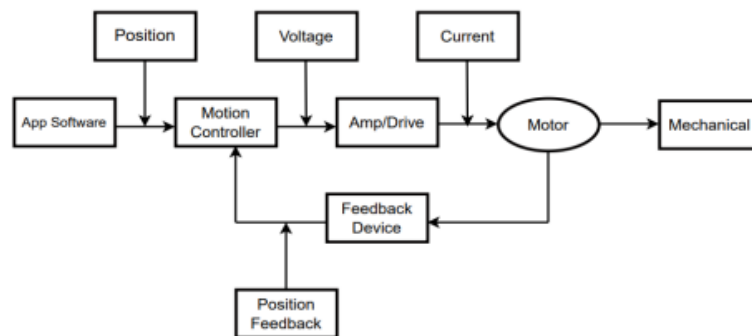 Position
Voltage
Current
App Software
Motion
Controller
Amp/Drive
Motor
Mechanical
Feedback
Device
Position
Feedback